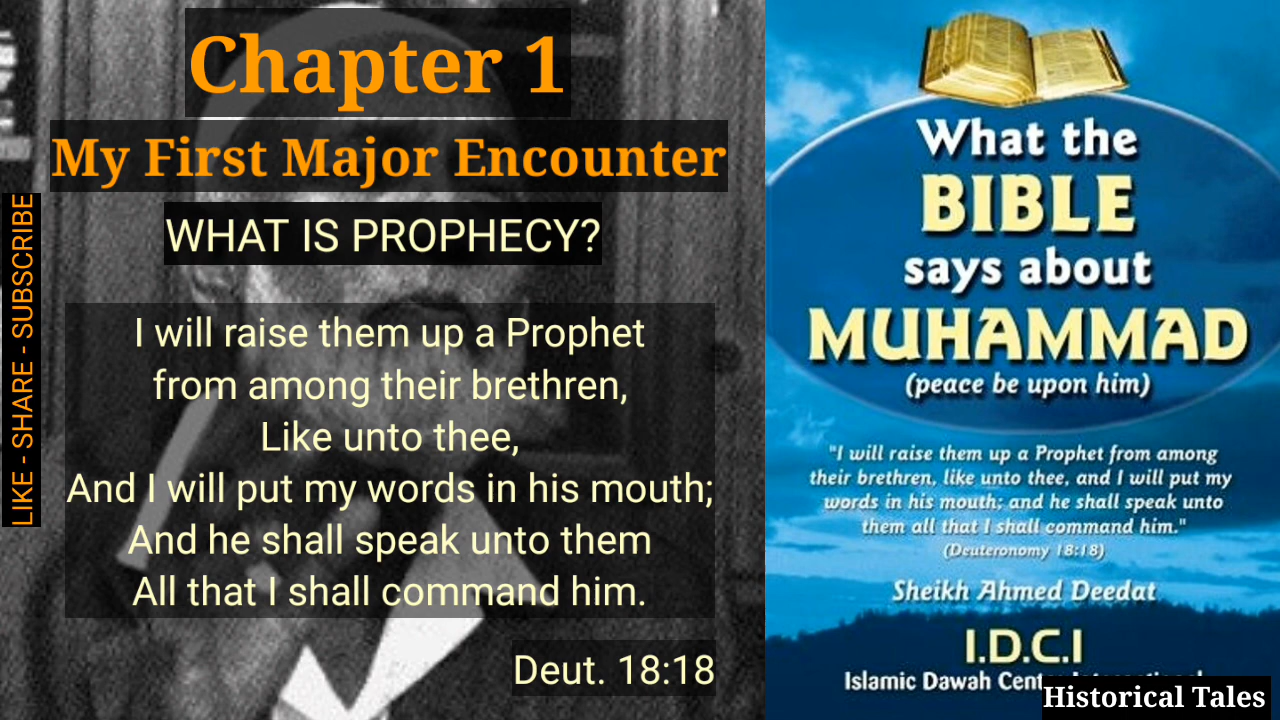 Chapter 1
My First Major Encounter
WHAT IS PROPHECY?
I will raise them up a Prophet
from among their brethren,
Like unto thee,
And I will put my words in his mouth;
And he shall speak unto them
All that I shall command him.
Deut. 18:18
LIKE - SHARE - SUBSCRIBE
What the
BIBLE
says about
MUHAMMAD
(peace be upon him)
"I will raise them up a Prophet from among
their brethren, like unto thee, and I will put my
words in his mouth; and he shall speak unto
them all that I shall command him."
(Deuteronomy 18:18)
Sheikh Ahmed Deedat
I.D.C.I
Islamic Dawah
Historical Tales